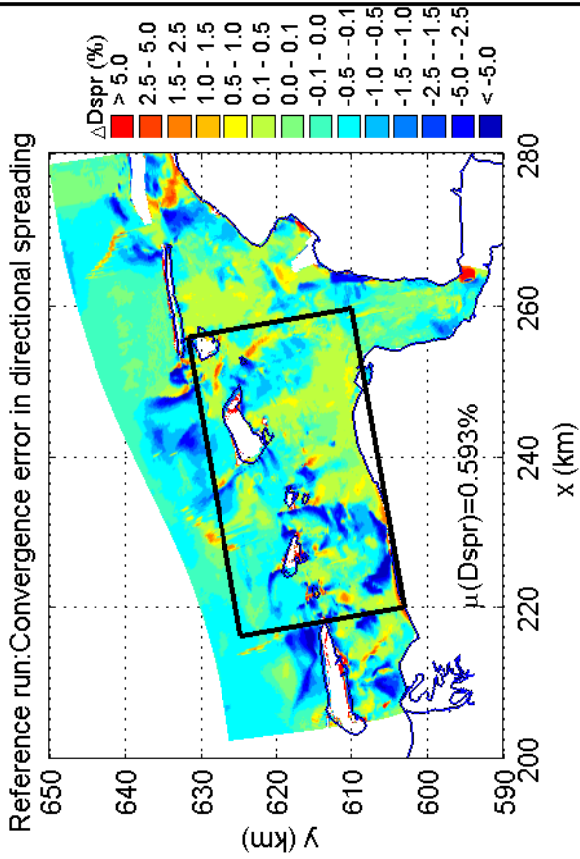 Reference run:Convergence error in directional spreading
△Dspr (%)
> 5.0
2.5 - 5.0
1.5 - 2.5
1.0 - 1.5
0.5 - 1.0
0.1 - 0.5
0.0 - 0.1
-0.1 - 0.0
-0.5 - -0.1
-1.0 - -0.5
-1.5 - -1.0
-2.5 - -1.5
-5.0 - -2.5
< -5.0
650
640
630
620
610
600
590
y (km)
μ(Dspr)=0.593%
200
220
240
260
280
x (km)